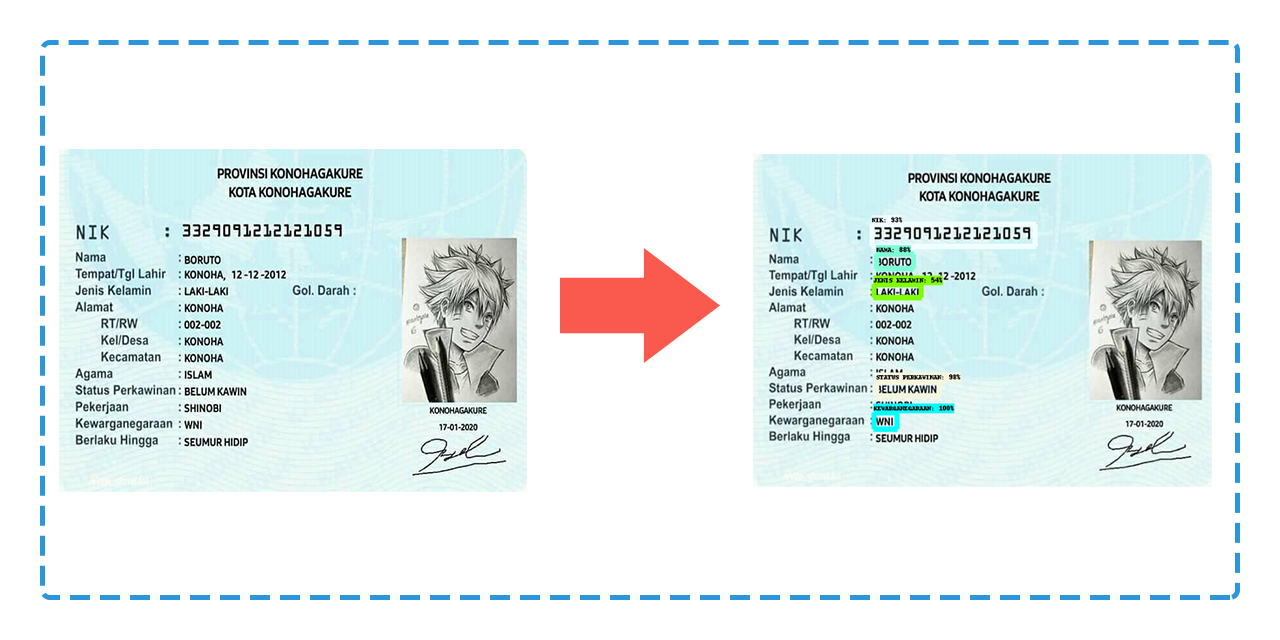 PROVINSI KONOHAGAKURE
KOTA KONOHAGAKURE
NIK : 3329091212121059
Nama : BORUTO
Tempat/Tgl Lahir : KONOHA, 12-12-2012
Jenis Kelamin : LAKI-LAKI Gol. Darah :
Alamat : KONOHA
RT/RW : 002-002
Kel/Desa : KONOHA
Kecamatan : KONOHA
Agama : ISLAM
Status Perkawinan : BELUM KAWIN
Pekerjaan : SHINOBI
Kewarganegaraan : WNI
Berlaku Hingga : SEUMUR HIDIP
KONOHAGAKURE
17-01-2020
PROVINSI KONOHAGAKURE
KOTA KONOHAGAKURE
NIK: 93%
NIK : 3329091212121059
NAMA: 88%
Nama : BORUTO
Tempat/Tgl Lahir : KONOHA, 12-12-2012
JENIS KELAMIN: 54%
Jenis Kelamin : LAKI-LAKI Gol. Darah :
Alamat : KONOHA
RT/RW : 002-002
Kel/Desa : KONOHA
Kecamatan : KONOHA
Agama : ISLAM
STATUS PERKAWINAN: 98%
Status Perkawinan : BELUM KAWIN
Pekerjaan :
KEWARGANEGARAAN: 100%
Kewarganegaraan : WNI
Berlaku Hingga : SEUMUR HIDIP
KONOHAGAKURE
17-01-2020